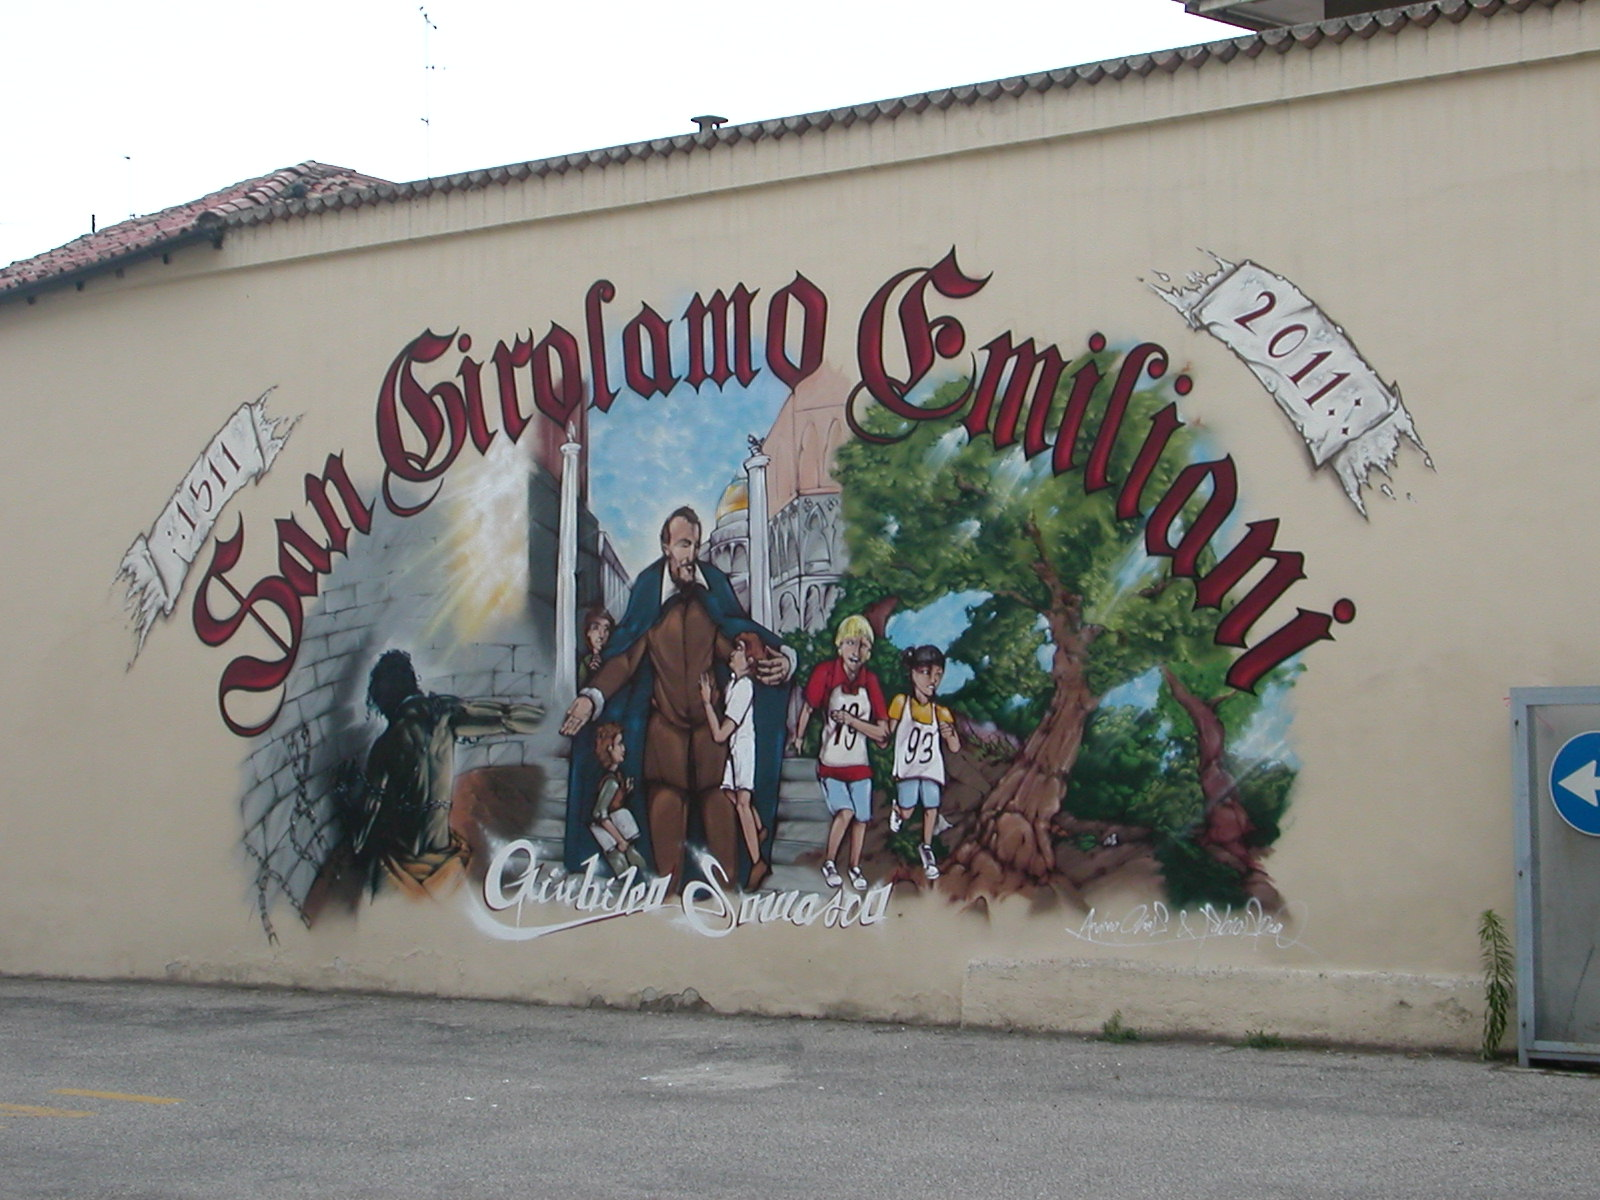 San Girolamo Emiliani
1511
2011
19
93
Giubileo Somasco
&